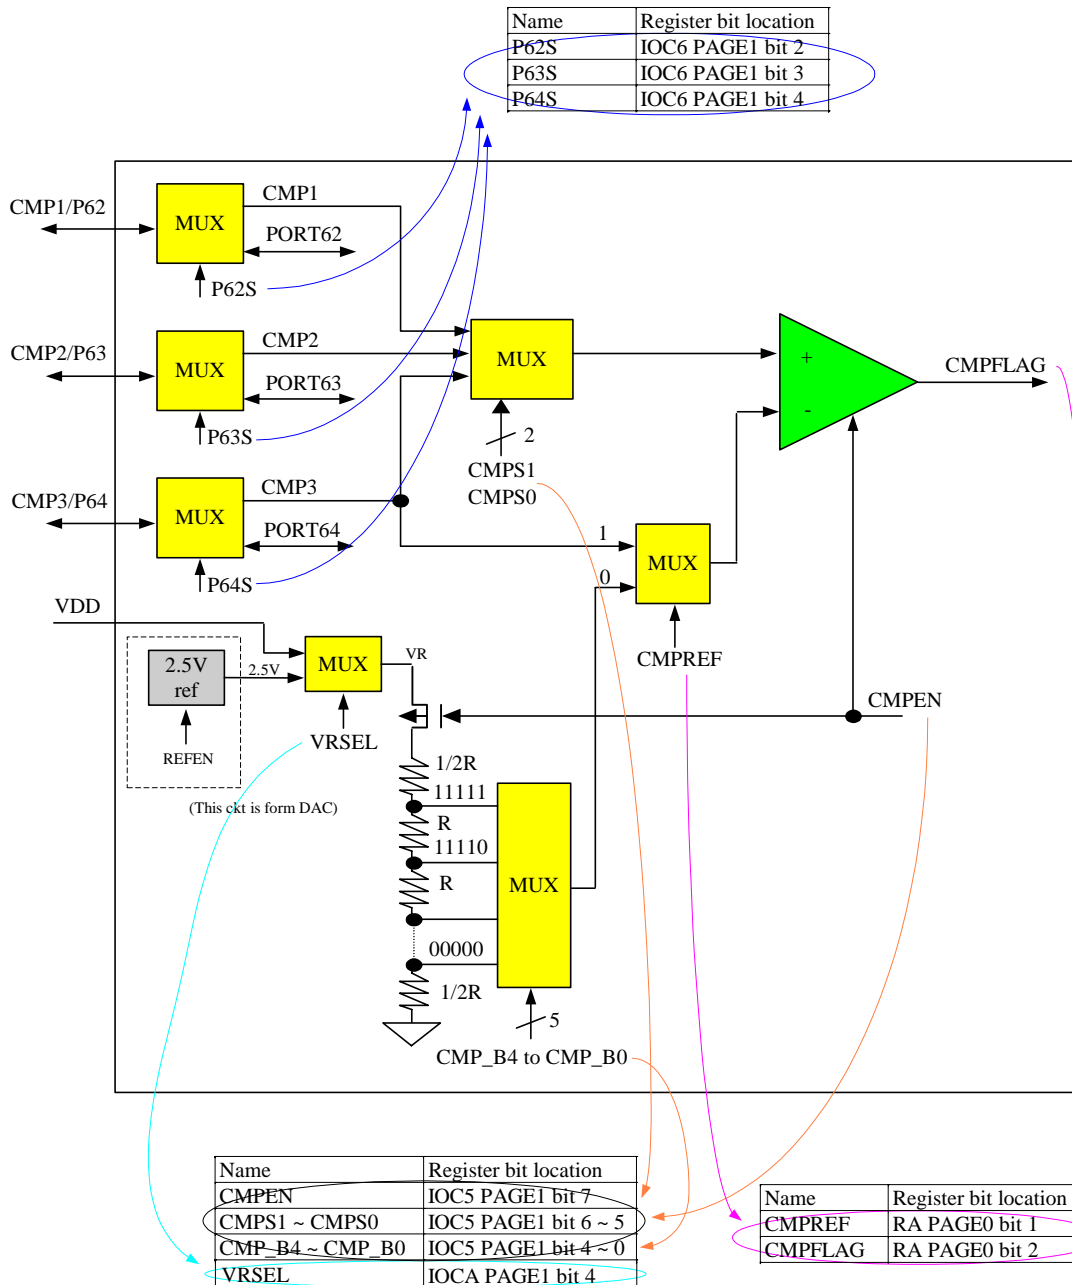 Name Register bit location
P62S IOC6 PAGE1 bit 2
P63S IOC6 PAGE1 bit 3
P64S IOC6 PAGE1 bit 4
CMP1/P62
MUX
CMP1
PORT62
P62S
CMP2/P63
MUX
CMP2
PORT63
P63S
MUX
2
CMPS1
CMPS0
+
-
CMPFLAG
CMP3/P64
MUX
CMP3
PORT64
P64S
1
0
MUX
CMPREF
VDD
2.5V
ref
2.5V
REFEN
MUX
VR
VRSEL
CMPEN
(This ckt is form DAC)
1/2R
11111
R
11110
R
MUX
00000
1/2R
5
CMP_B4 to CMP_B0
Name Register bit location
CMPEN IOC5 PAGE1 bit 7
CMPS1 ~ CMPS0 IOC5 PAGE1 bit 6 ~ 5
CMP_B4 ~ CMP_B0 IOC5 PAGE1 bit 4 ~ 0
VRSEL IOCA PAGE1 bit 4
Name Register bit location
CMPREF RA PAGE0 bit 1
CMPFLAG RA PAGE0 bit 2